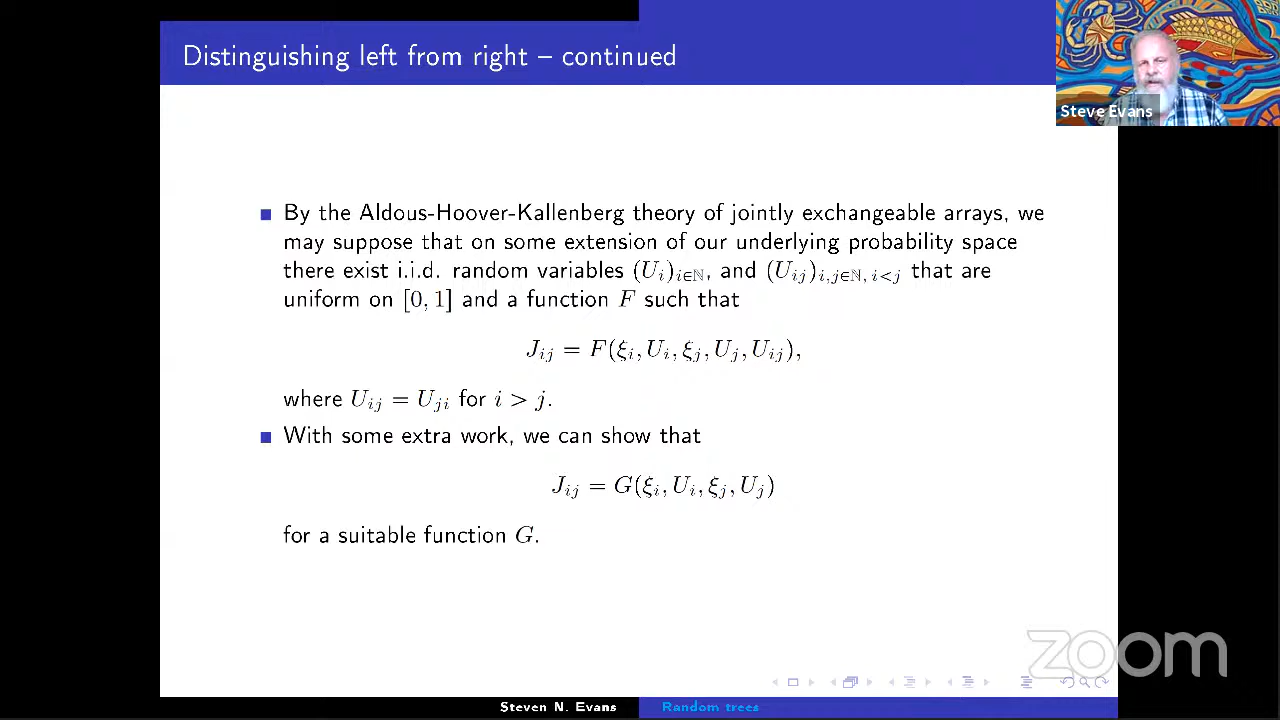 Distinguishing left from right – continued
Steve Evans
■ By the Aldous-Hoover-Kallenberg theory of jointly exchangeable arrays, we
may suppose that on some extension of our underlying probability space
there exist i.i.d. random variables (U_i)_{i∈ℕ}, and (U_{ij})_{i,j∈ℕ, i<j} that are
uniform on [0, 1] and a function F such that
J_{ij} = F(ξ_i, U_i, ξ_j, U_j, U_{ij}),
where U_{ij} = U_{ji} for i > j.
■ With some extra work, we can show that
J_{ij} = G(ξ_i, U_i, ξ_j, U_j)
for a suitable function G.
zoom
Steven N. Evans
Random trees